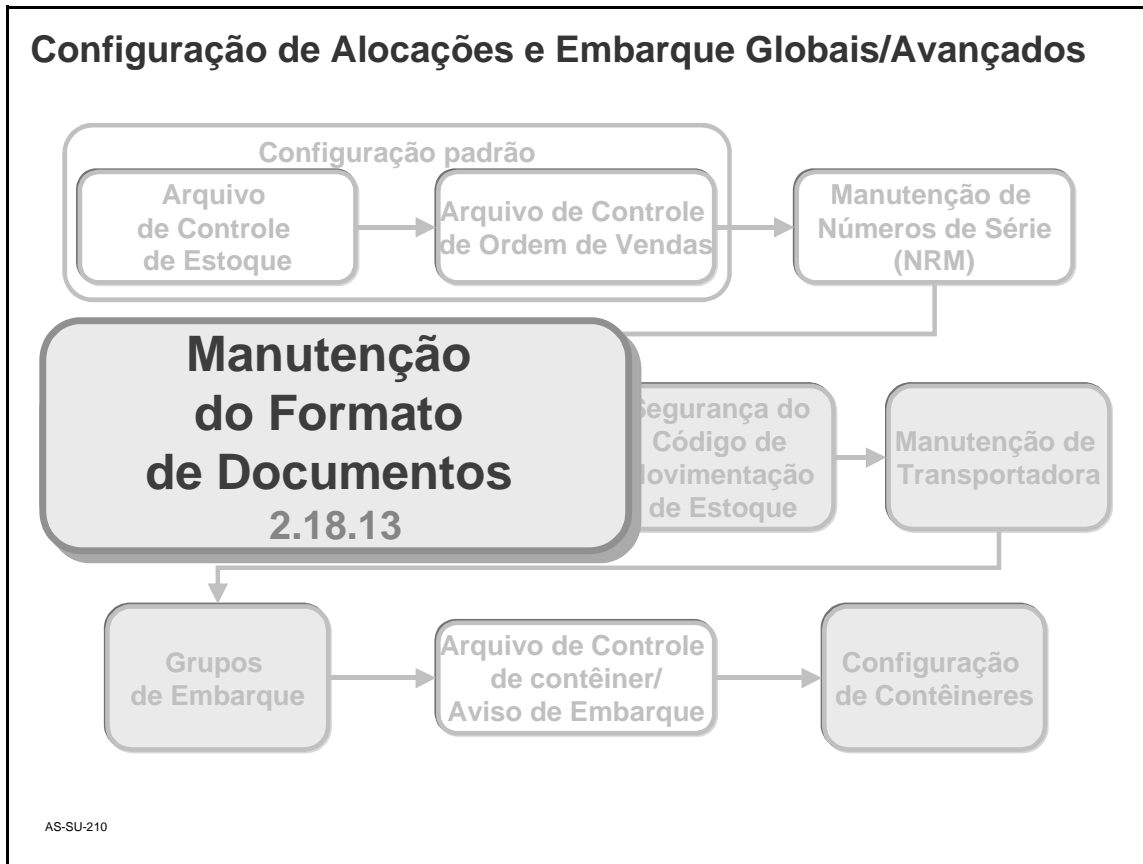 Configuração de Alocações e Embarque Globais/Avançados
Configuração padrão
Arquivo
de Controle
de Estoque
Arquivo de Controle
de Ordem de Vendas
Manutenção de
Números de Série
(NRM)
Manutenção
do Formato
de Documentos
2.18.13
Segurança do
Código de
Movimentação
de Estoque
Manutenção de
Transportadora
Grupos
de Embarque
Arquivo de Controle
de contêiner/
Aviso de Embarque
Configuração
de Contêineres
AS-SU-210